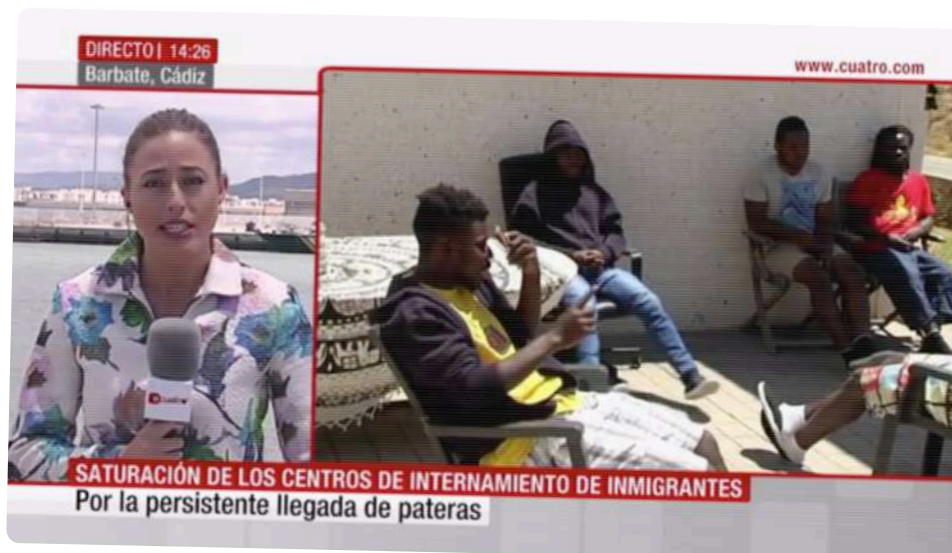 DIRECTO | 14:26
Barbate, Cádiz
www.cuatro.com
cuatro
SATURACIÓN DE LOS CENTROS DE INTERNAMIENTO DE INMIGRANTES
Por la persistente llegada de pateras